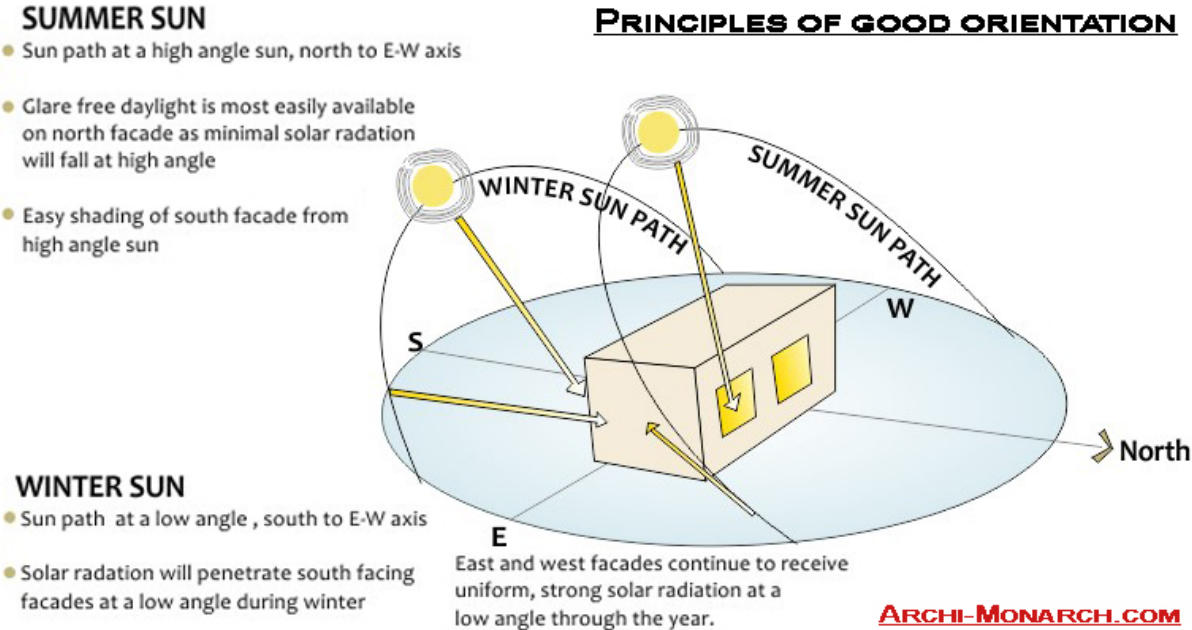 SUMMER SUN
Sun path at a high angle sun, north to E-W axis
Glare free daylight is most easily available
on north facade as minimal solar radation
will fall at high angle
Easy shading of south facade from
high angle sun
PRINCIPLES OF GOOD ORIENTATION
WINTER SUN PATH
SUMMER SUN PATH
S
W
North
E
WINTER SUN
Sun path at a low angle , south to E-W axis
Solar radation will penetrate south facing
facades at a low angle during winter
East and west facades continue to receive
uniform, strong solar radiation at a
low angle through the year.
ARCHI-MONARCH.COM